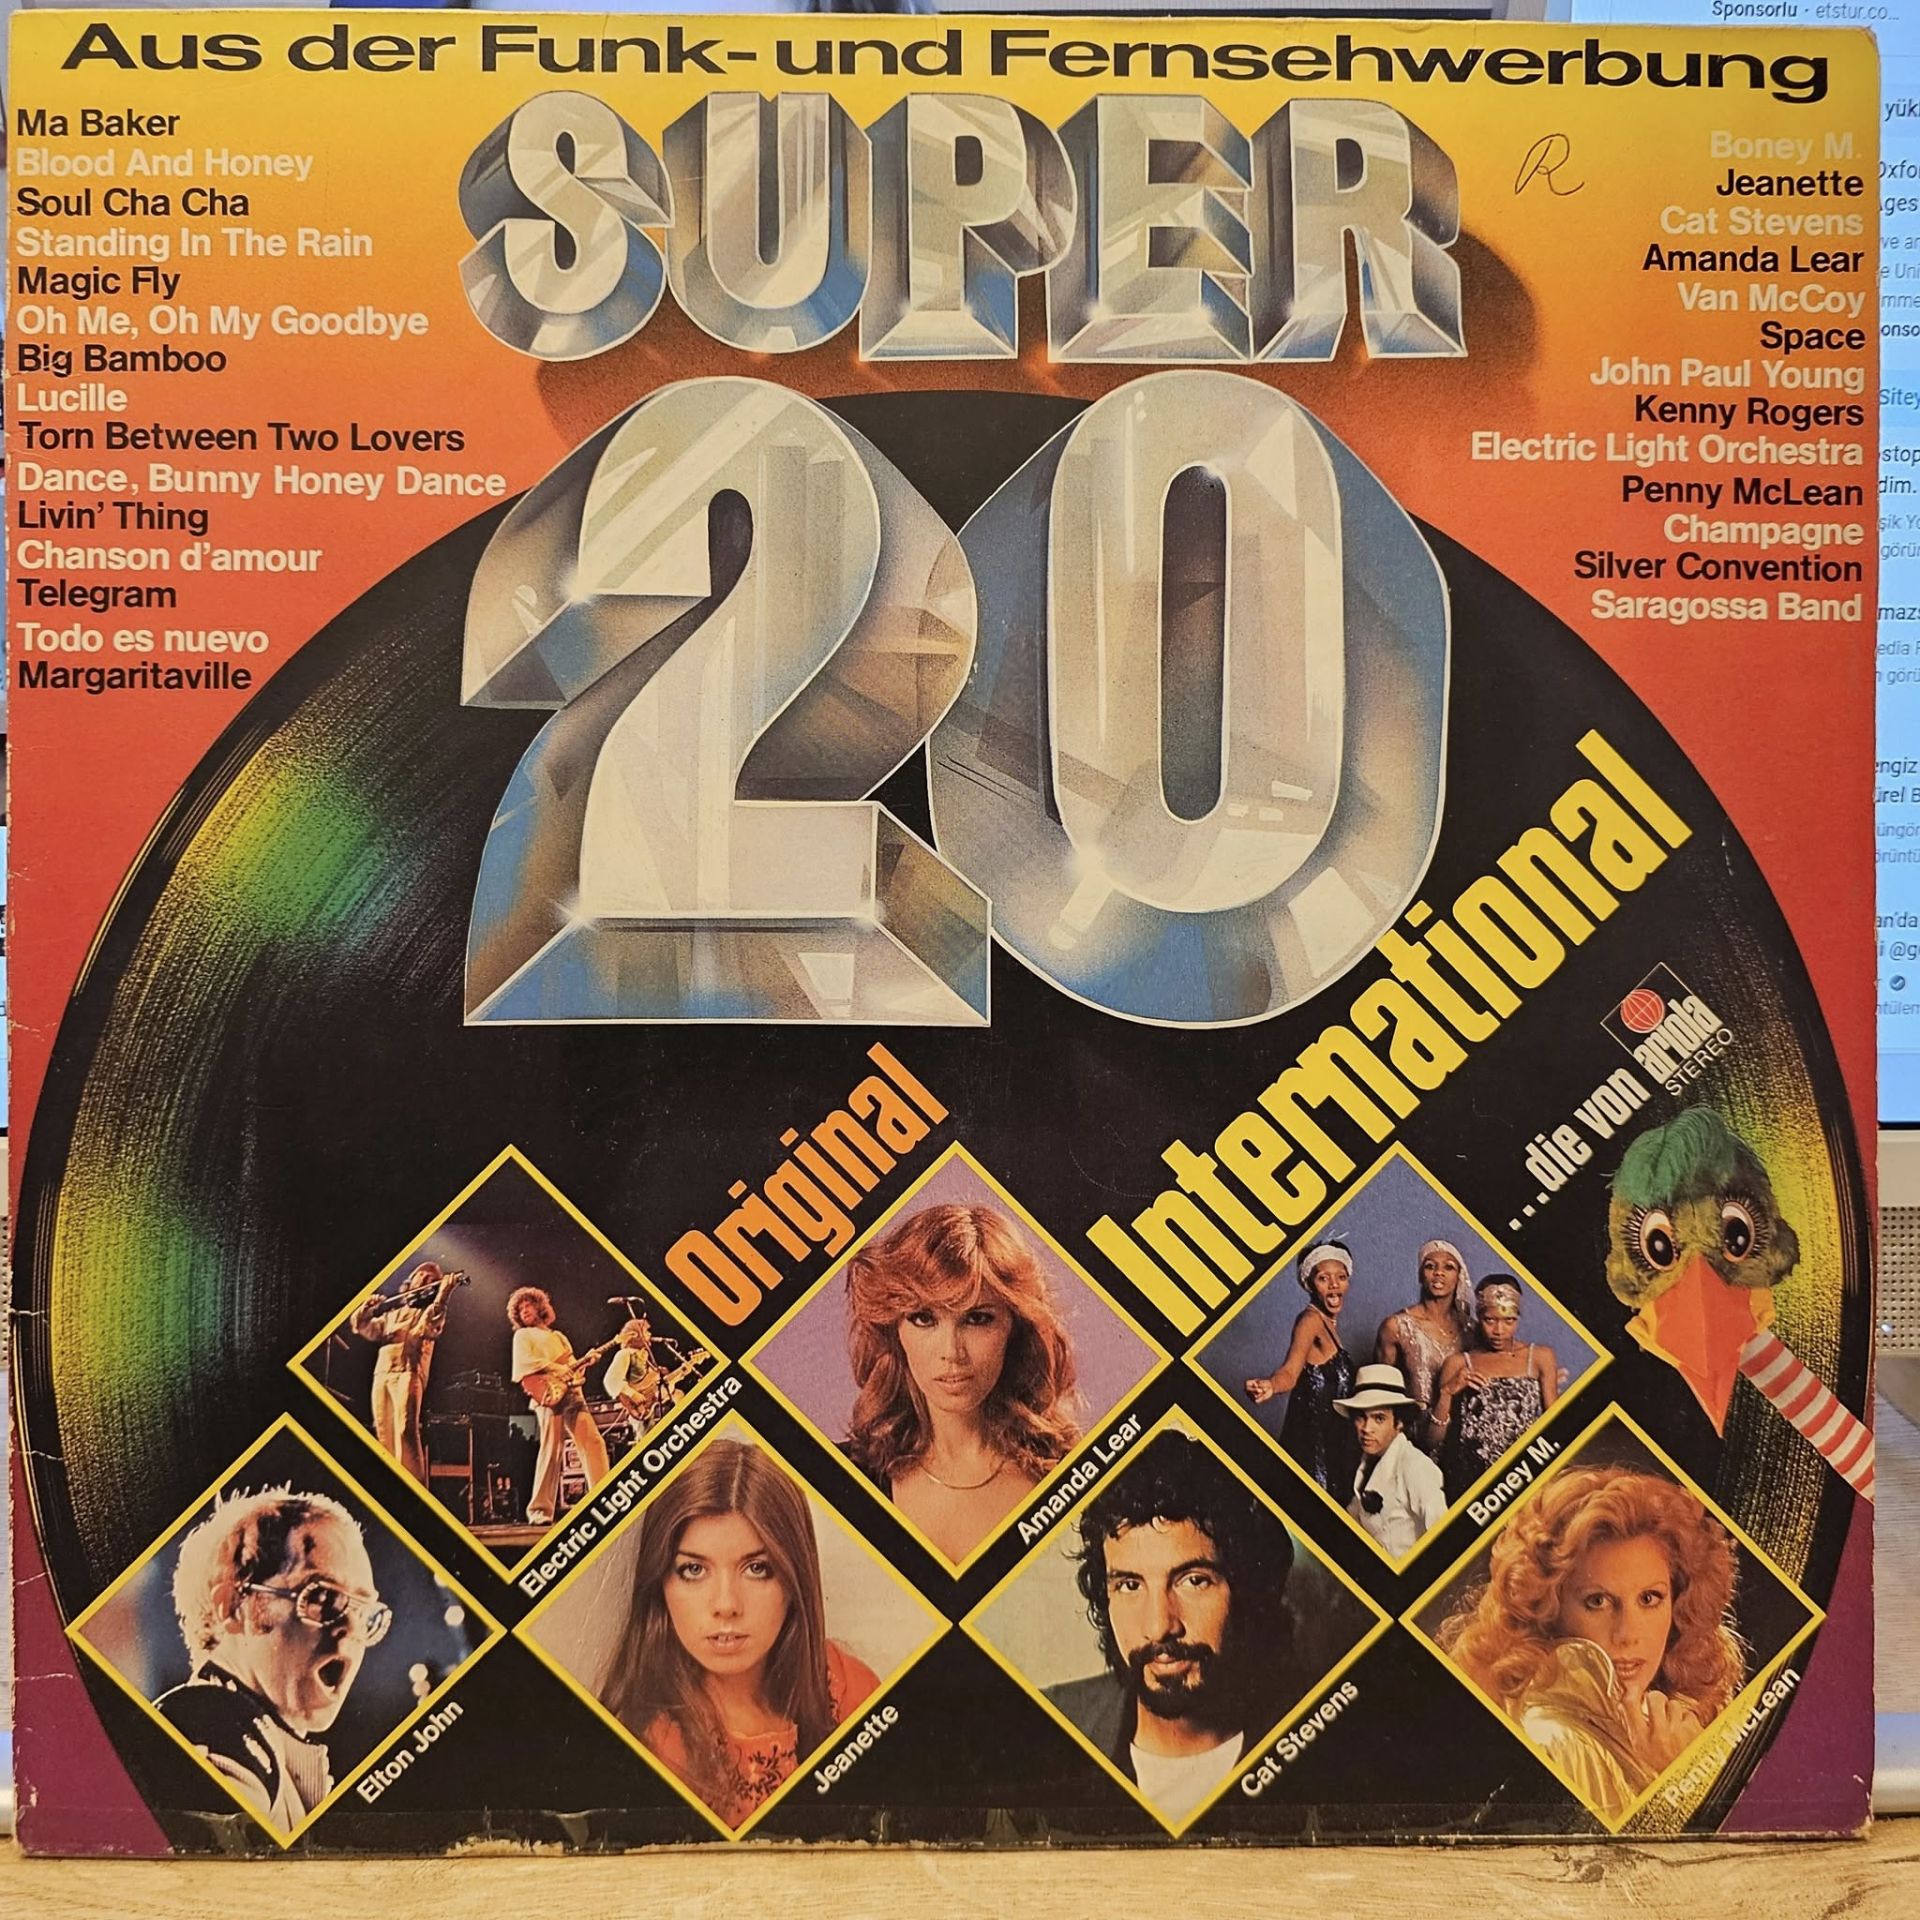 Aus der Funk- und Fernsehwerbung
SUPER
20
Ma Baker
Blood And Honey
Soul Cha Cha
Standing In The Rain
Magic Fly
Oh Me, Oh My Goodbye
Big Bamboo
Lucille
Torn Between Two Lovers
Dance, Bunny Honey Dance
Livin' Thing
Chanson d'amour
Telegram
Todo es nuevo
Margaritaville
R
Boney M.
Jeanette
Cat Stevens
Amanda Lear
Van McCoy
Space
John Paul Young
Kenny Rogers
Electric Light Orchestra
Penny McLean
Champagne
Silver Convention
Saragossa Band
Original
International
...die von ariola
STEREO
Electric Light Orchestra
Amanda Lear
Boney M.
Elton John
Jeanette
Cat Stevens
Penny McLean
Sponsorlu · etstur.co...